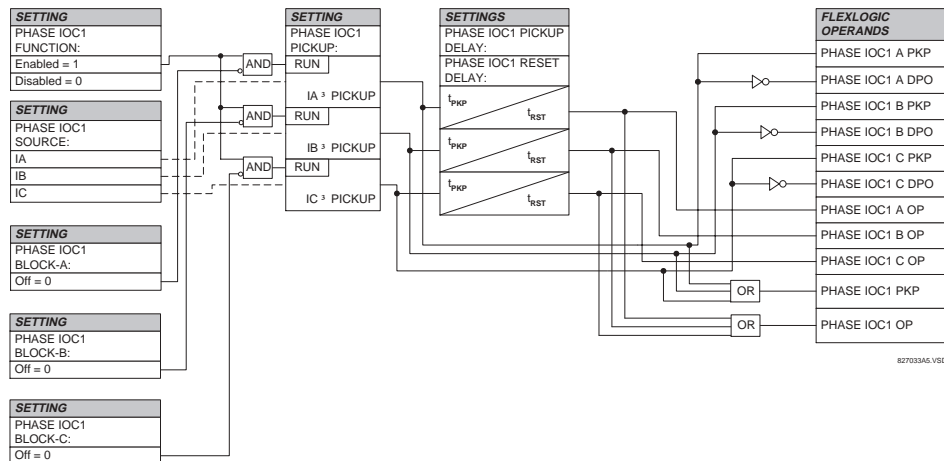 SETTING
PHASE IOC1
FUNCTION:
Enabled = 1
Disabled = 0
SETTING
PHASE IOC1
SOURCE:
IA
IB
IC
SETTING
PHASE IOC1
BLOCK-A:
Off = 0
SETTING
PHASE IOC1
BLOCK-B:
Off = 0
SETTING
PHASE IOC1
BLOCK-C:
Off = 0
AND
AND
AND
SETTING
PHASE IOC1
PICKUP:
RUN
IA ³ PICKUP
RUN
IB ³ PICKUP
RUN
IC ³ PICKUP
SETTINGS
PHASE IOC1 PICKUP
DELAY:
PHASE IOC1 RESET
DELAY:
tPKP
tRST
tPKP
tRST
tPKP
tRST
OR
OR
FLEXLOGIC
OPERANDS
PHASE IOC1 A PKP
PHASE IOC1 A DPO
PHASE IOC1 B PKP
PHASE IOC1 B DPO
PHASE IOC1 C PKP
PHASE IOC1 C DPO
PHASE IOC1 A OP
PHASE IOC1 B OP
PHASE IOC1 C OP
PHASE IOC1 PKP
PHASE IOC1 OP
827033A5.VSD